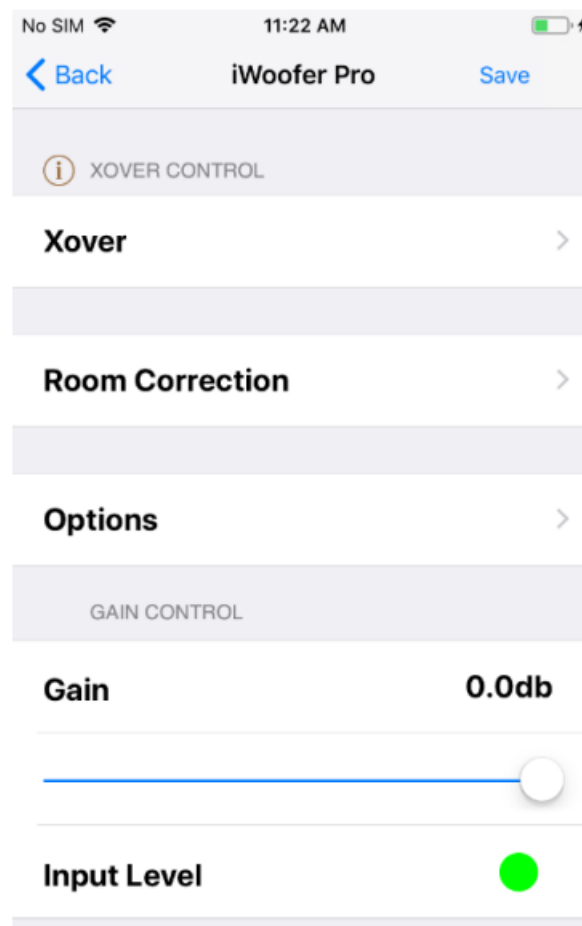 No SIM 11:22 AM
Back iWoofer Pro Save
XOVER CONTROL
Xover
Room Correction
Options
GAIN CONTROL
Gain 0.0db
Input Level